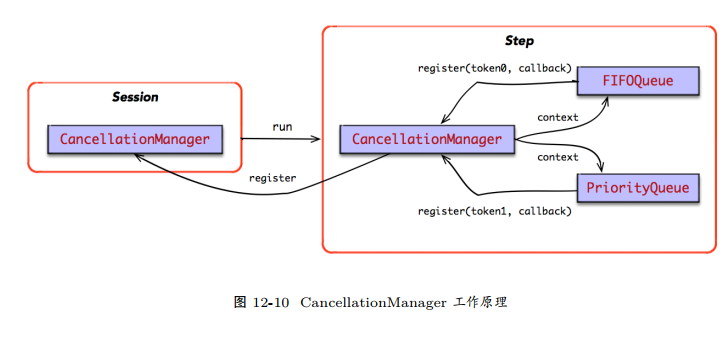 Step
register(token0, callback)
FIFOQueue
Session
context
run
CancellationManager
CancellationManager
context
register
PriorityQueue
register(token1, callback)
图 12-10 CancellationManager 工作原理